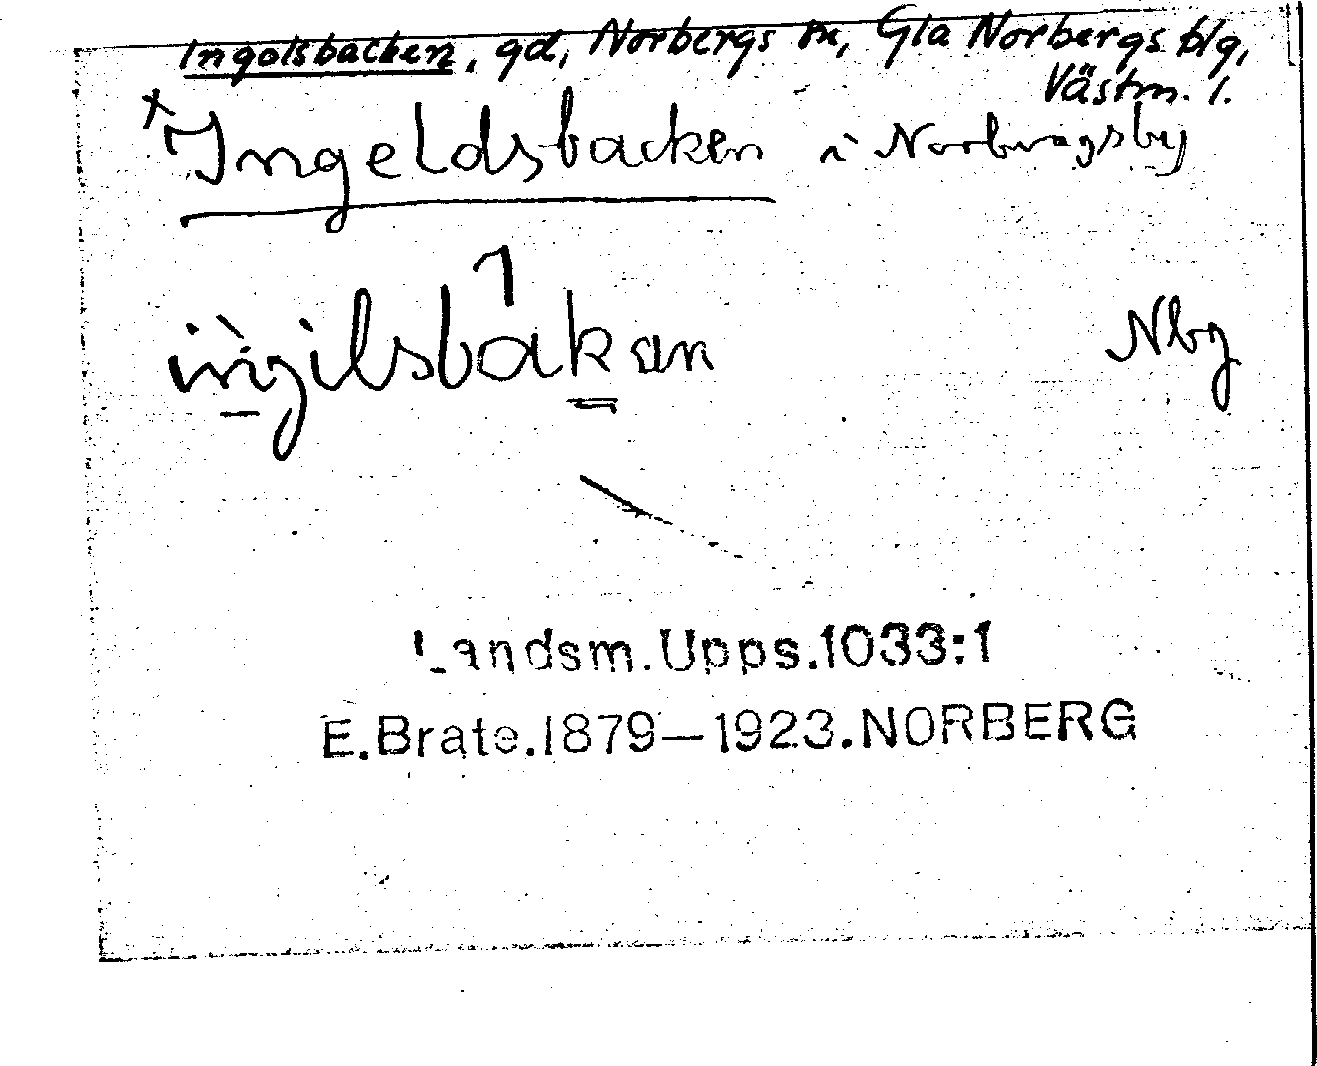 Ingolsbacken, gd, Norbergs sn, Gla Norbergs blg,
Västm. l.
x Ingeldsbacken i Norbergsby
Nbg
Landsm.Upps.1033:1
E.Brate.1879—1923.NORBERG